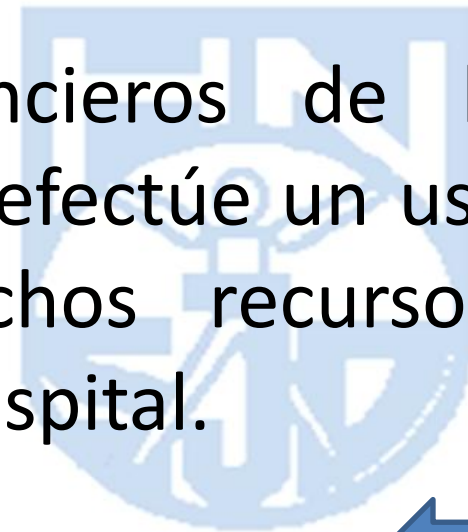 ncieros de
efectúe un us
chos recurso
spital.